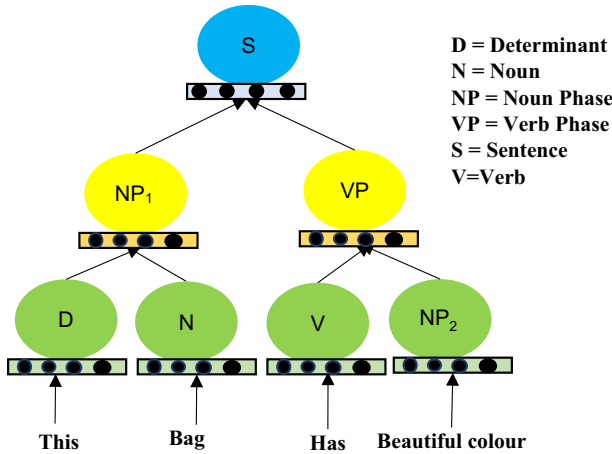 S
D = Determinant
N = Noun
NP = Noun Phase
VP = Verb Phase
S = Sentence
V=Verb
NP₁
VP
D
N
V
NP₂
This
Bag
Has
Beautiful colour